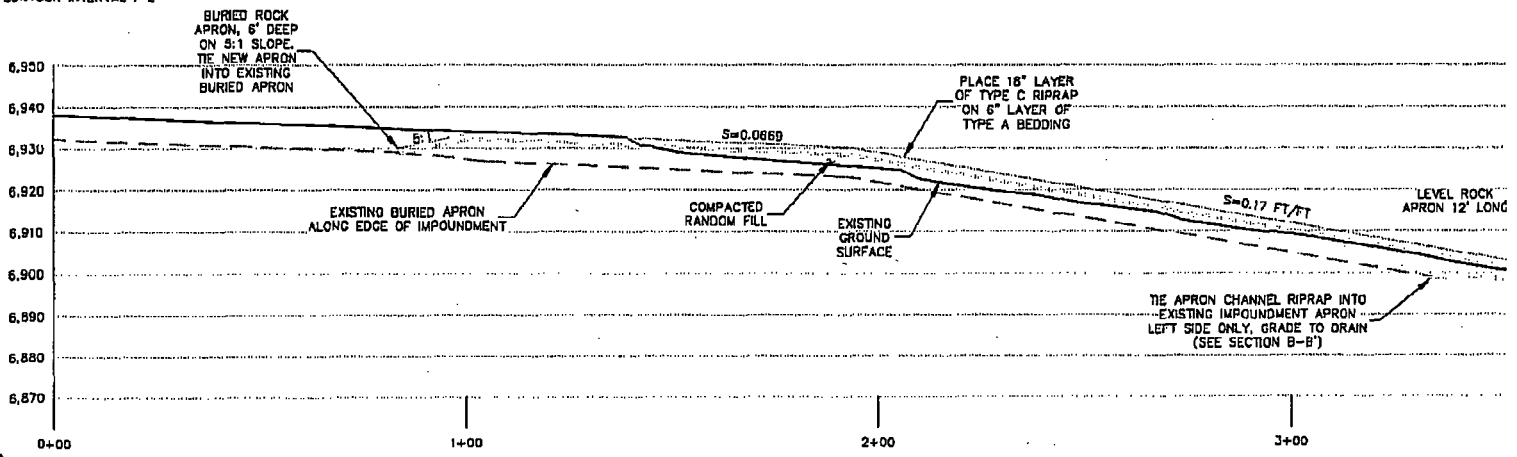 BURIED ROCK
APRON, 6' DEEP
ON 5:1 SLOPE.
TIE NEW APRON
INTO EXISTING
BURIED APRON
6,950
6,940
6,930
6,920
6,910
6,900
6,890
6,880
6,870
5:1
S=0.0669
PLACE 18" LAYER
OF TYPE C RIPRAP
ON 6" LAYER OF
TYPE A BEDDING
EXISTING BURIED APRON
ALONG EDGE OF IMPOUNDMENT
COMPACTED
RANDOM FILL
EXISTING
GROUND
SURFACE
S=0.17 FT/FT
LEVEL ROCK
APRON 12' LONG
TIE APRON CHANNEL RIPRAP INTO
EXISTING IMPOUNDMENT APRON
LEFT SIDE ONLY, GRADE TO DRAIN
(SEE SECTION B-B')
0+00
1+00
2+00
3+00